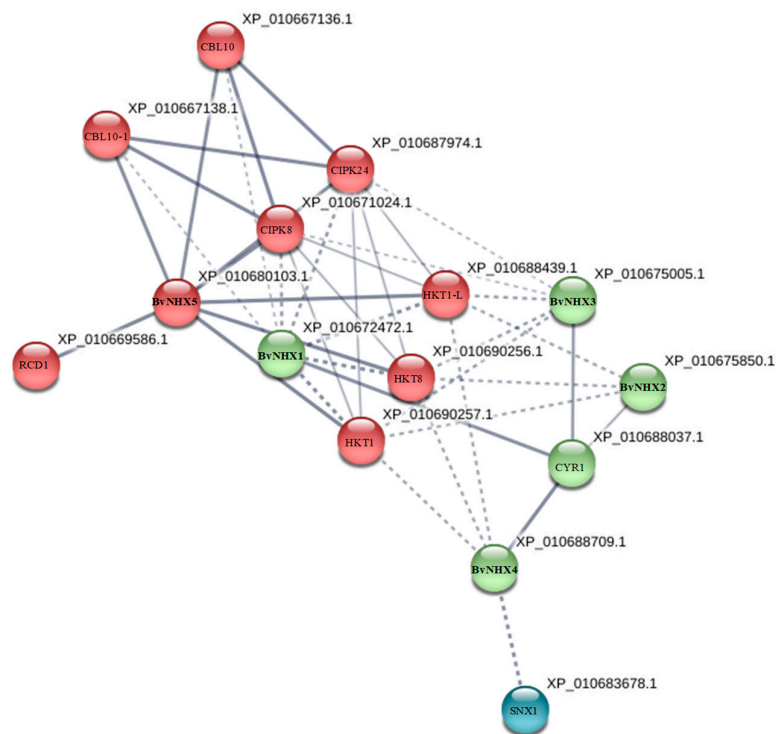 XP_010667136.1
CBL10
XP_010667138.1
CBL10-1
XP_010687974.1
CIPK24
XP_010671024.1
CIPK8
XP_010680103.1
BvNHX5
XP_010688439.1
HKT1-L
XP_010675005.1
BvNHX3
XP_010669586.1
RCD1
XP_010672472.1
BvNHX1
XP_010690256.1
HKT8
XP_010675850.1
BvNHX2
XP_010690257.1
HKT1
XP_010688037.1
CYR1
XP_010688709.1
BvNHX4
XP_010683678.1
SNX1